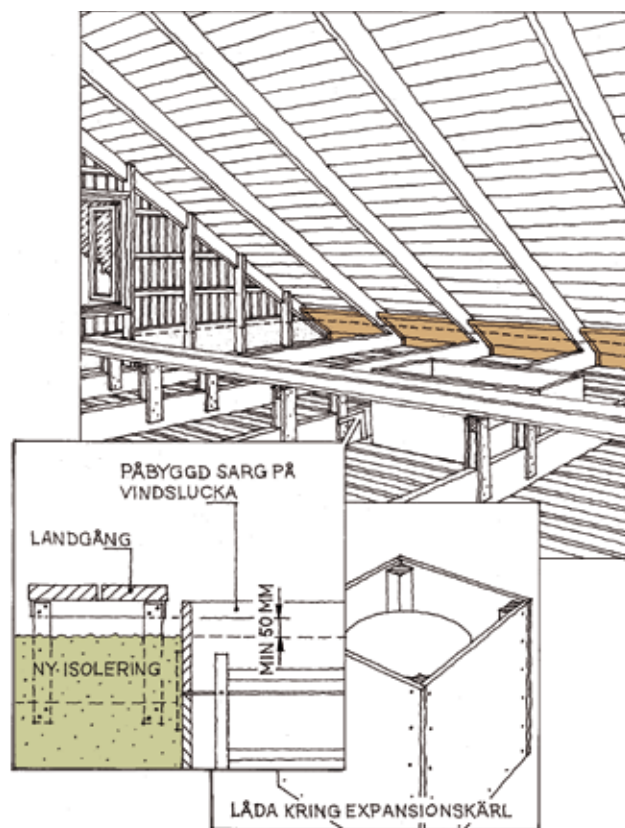 PÅBYGGD SARG PÅ
VINDSLUCKA
LANDGÅNG
MIN 50 MM
NY ISOLERING
LÅDA KRING EXPANSIONSKÄRL